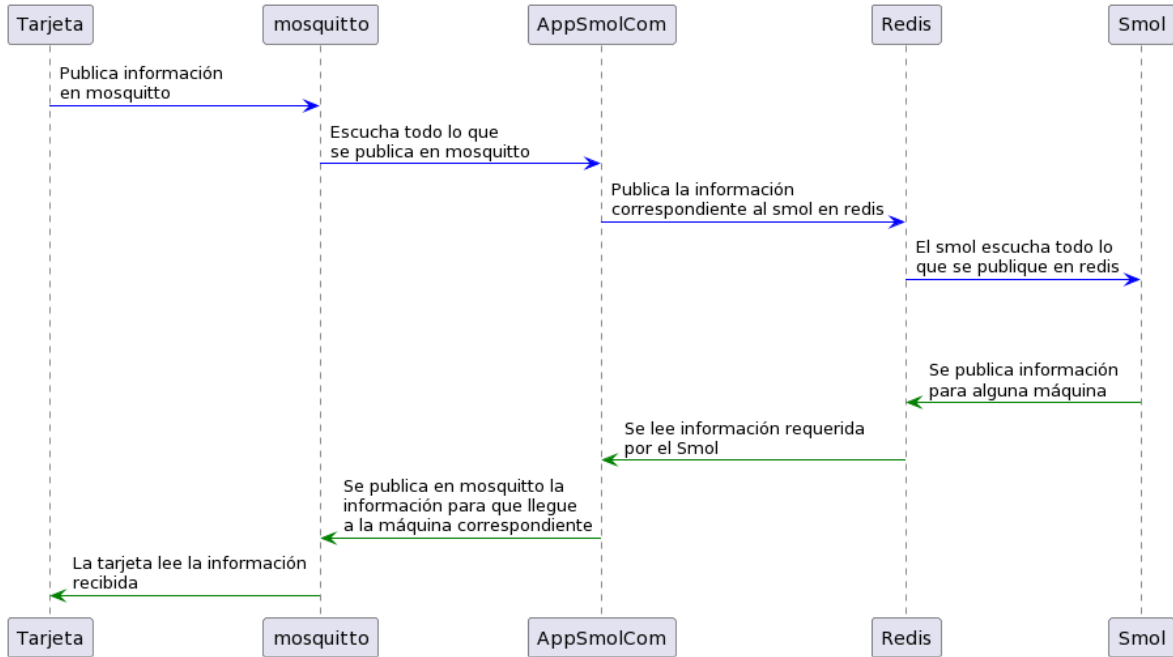 Tarjeta
mosquitto
AppSmolCom
Redis
Smol
Publica información
en mosquitto
Escucha todo lo que
se publica en mosquitto
Publica la información
correspondiente al smol en redis
El smol escucha todo lo
que se publique en redis
Se publica información
para alguna máquina
Se lee información requerida
por el Smol
Se publica en mosquitto la
información para que llegue
a la máquina correspondiente
La tarjeta lee la información
recibida
Tarjeta
mosquitto
AppSmolCom
Redis
Smol